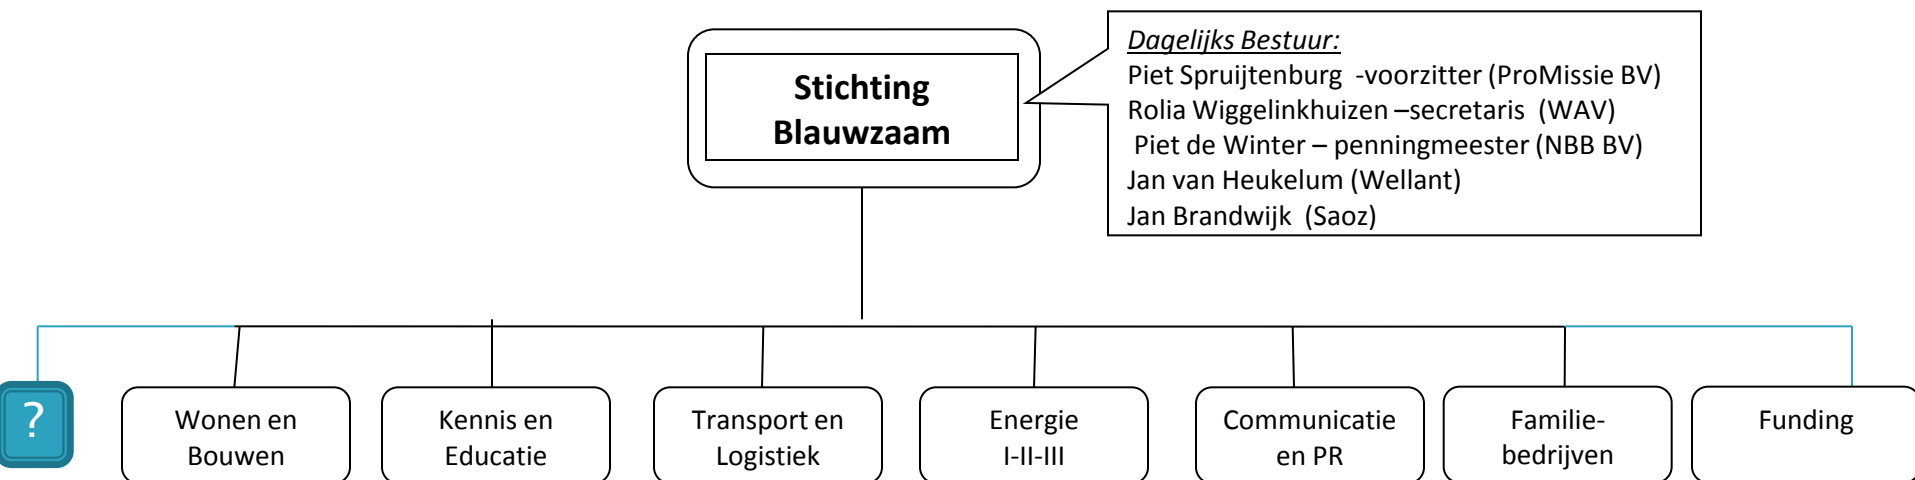 Stichting
Blauwzaam
Dagelijks Bestuur:
Piet Spruijtenburg -voorzitter (ProMissie BV)
Rolia Wiggelinkhuizen –secretaris (WAV)
Piet de Winter – penningmeester (NBB BV)
Jan van Heukelum (Wellant)
Jan Brandwijk (Saoz)
?
Wonen en
Bouwen
Kennis en
Educatie
Transport en
Logistiek
Energie
I-II-III
Communicatie
en PR
Familie-
bedrijven
Funding